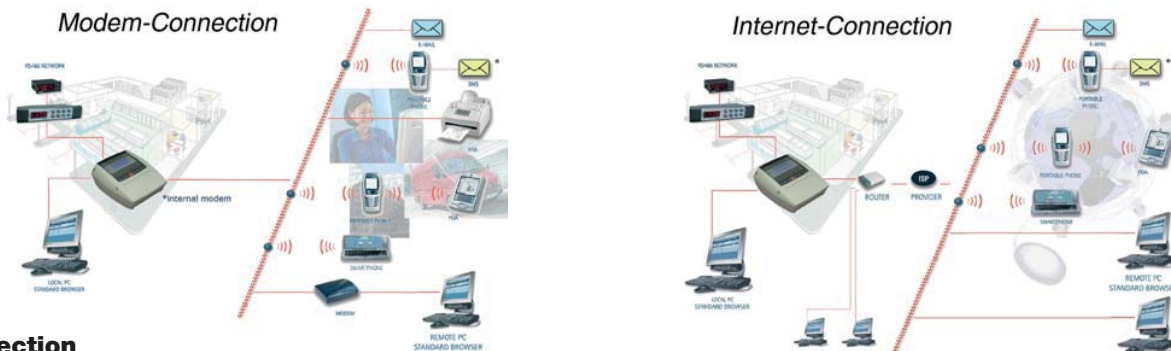 Modem-Connection
E-MAIL
RS485 NETWORK
PORTABLE
PHONE
*
SMS
FAX
*internal modem
PDA
SMARTPHONE
LOCAL PC
STANDARD BROWSER
MODEM
REMOTE PC
STANDARD BROWSER
ection
Internet-Connection
E-MAIL
RS485 NETWORK
PORTABLE
PHONE
*
SMS
PORTABLE PHONE
PDA
ISP
ROUTER
PROVIDER
SMARTPHONE
LOCAL PC
STANDARD BROWSER
REMOTE PC
STANDARD BROWSE